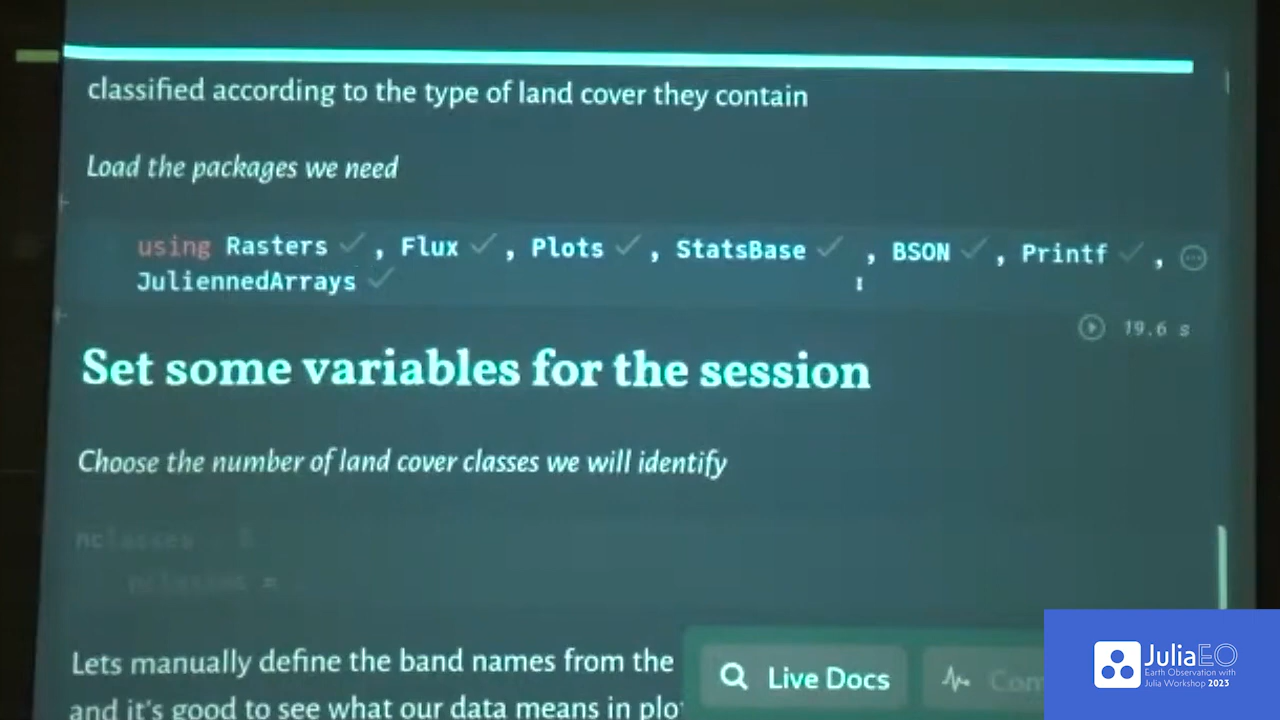 classified according to the type of land cover they contain
Load the packages we need
using Rasters ✓ , Flux ✓ , Plots ✓ , StatsBase ✓ , BSON ✓ , Printf ✓ ,
JuliennedArrays ✓
19.6 s
Set some variables for the session
Choose the number of land cover classes we will identify
nclasses
nclasses =
Lets manually define the band names from the
and it's good to see what our data means in
Live Docs
JuliaEO
Earth Observation with
Julia Workshop 2023